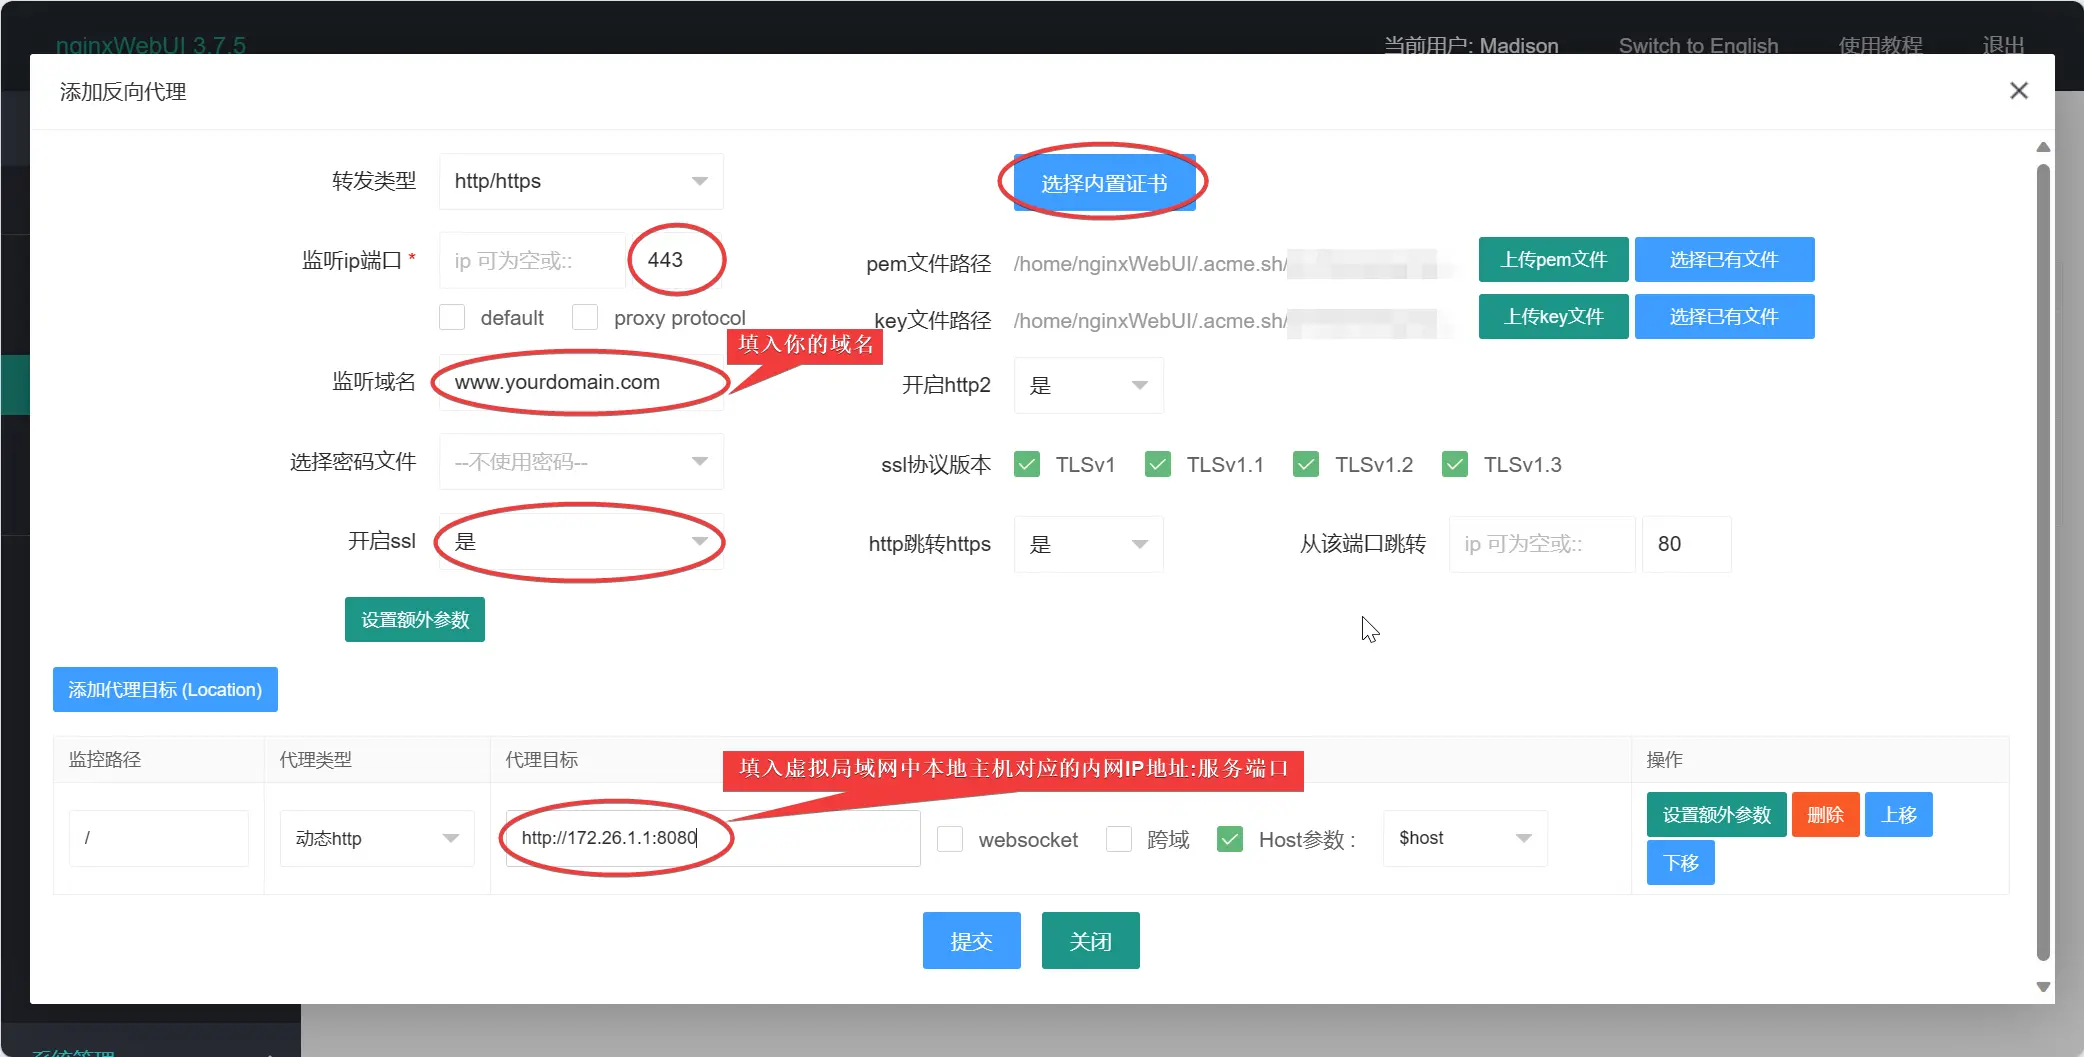 nginxWebUI 3.7.5
当前用户: Madison Switch to English 使用教程 退出
添加反向代理
转发类型 http/https 选择内置证书
监听ip端口 * ip 可为空或:: 443
pem文件路径 /home/nginxWebUI/.acme.sh/ 上传pem文件 选择已有文件
default proxy protocol
key文件路径 /home/nginxWebUI/.acme.sh/ 上传key文件 选择已有文件
填入你的域名
监听域名 www.yourdomain.com 开启http2 是
选择密码文件 --不使用密码-- ssl协议版本 TLSv1 TLSv1.1 TLSv1.2 TLSv1.3
开启ssl 是 http跳转https 是 从该端口跳转 ip 可为空或:: 80
设置额外参数
添加代理目标 (Location)
监控路径 代理类型 代理目标 操作
填入虚拟局域网中本地主机对应的内网IP地址:服务端口
/ 动态http http://172.26.1.1:8080 websocket 跨域 Host参数 : $host 设置额外参数 删除 上移
下移
提交 关闭
系统管理